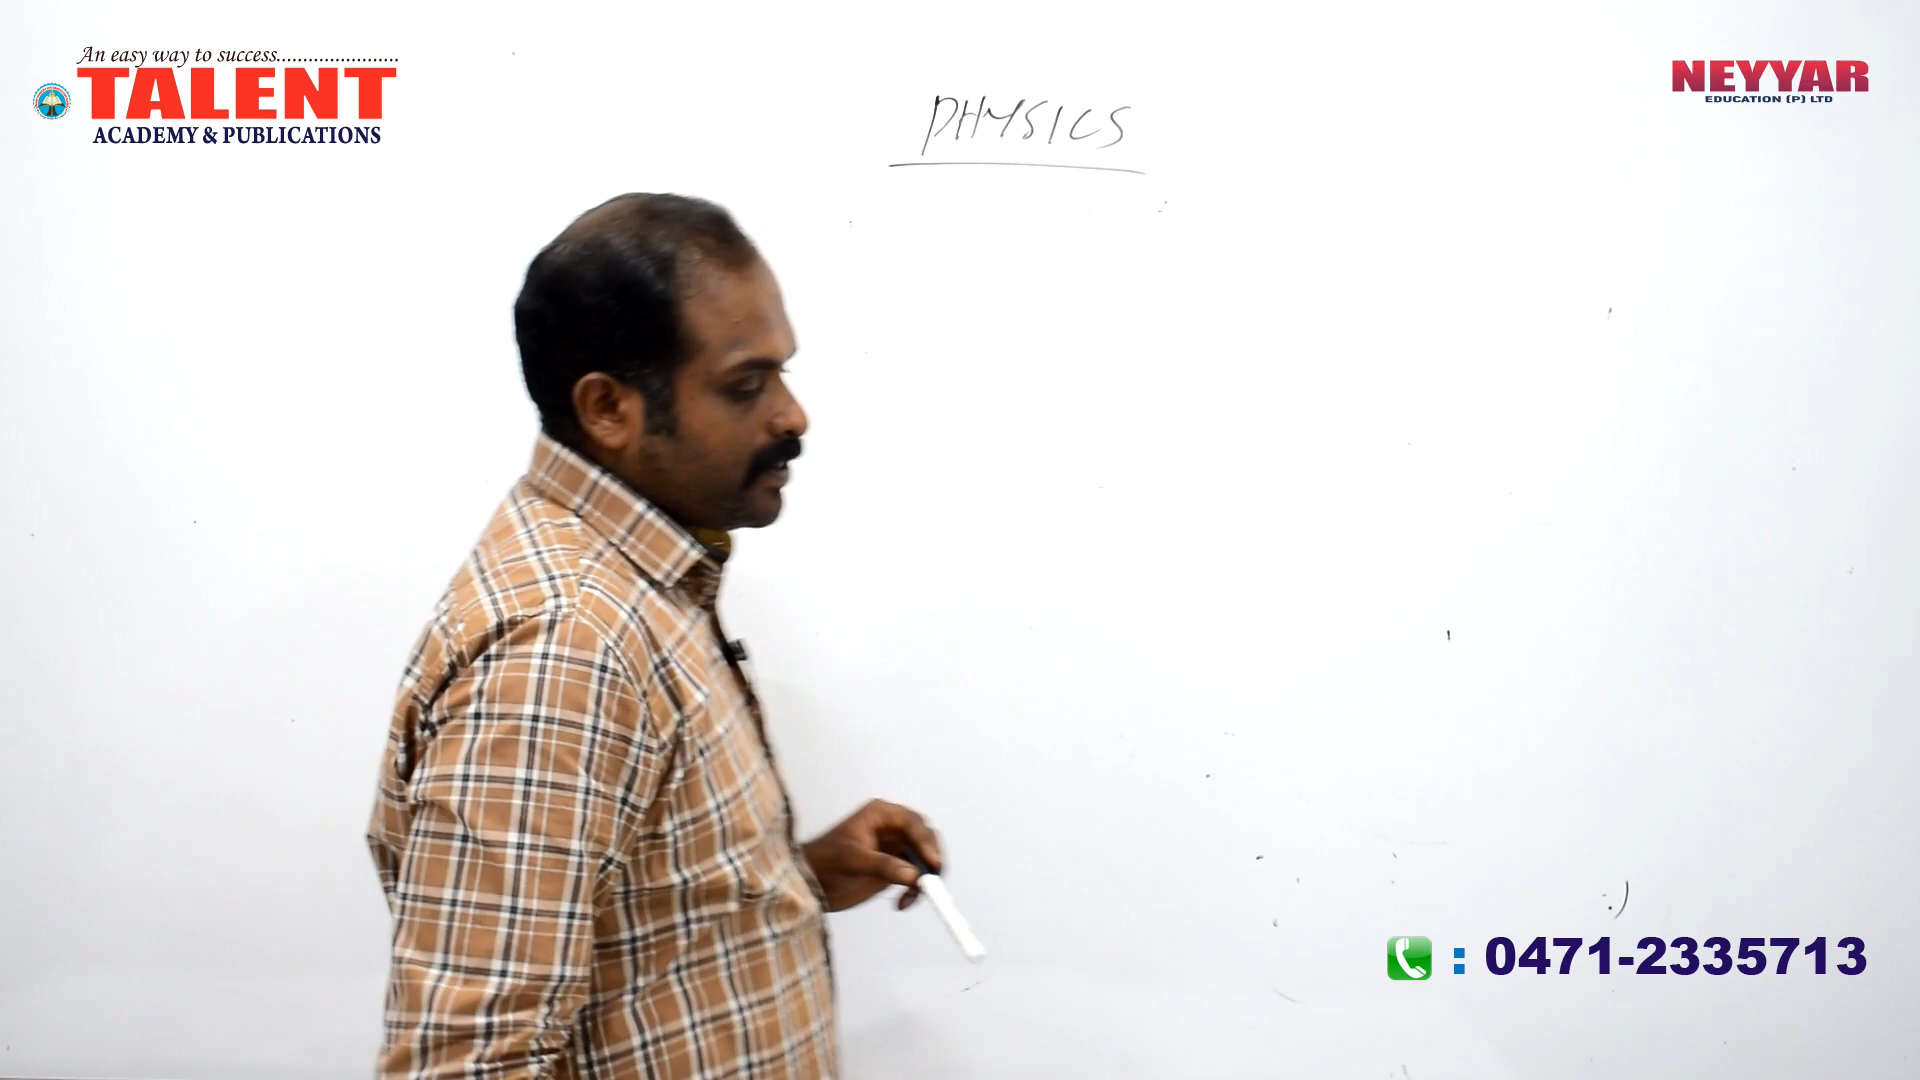 An easy way to success......................
TALENT
ACADEMY & PUBLICATIONS
NEYYAR
EDUCATION (P) LTD
PHYSICS
: 0471-2335713